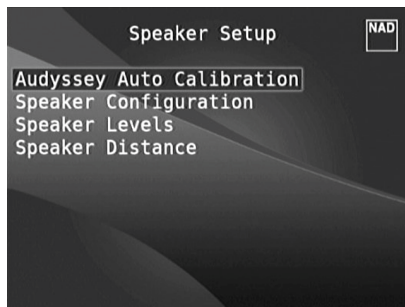 Speaker Setup
NAD
Audyssey Auto Calibration
Speaker Configuration
Speaker Levels
Speaker Distance